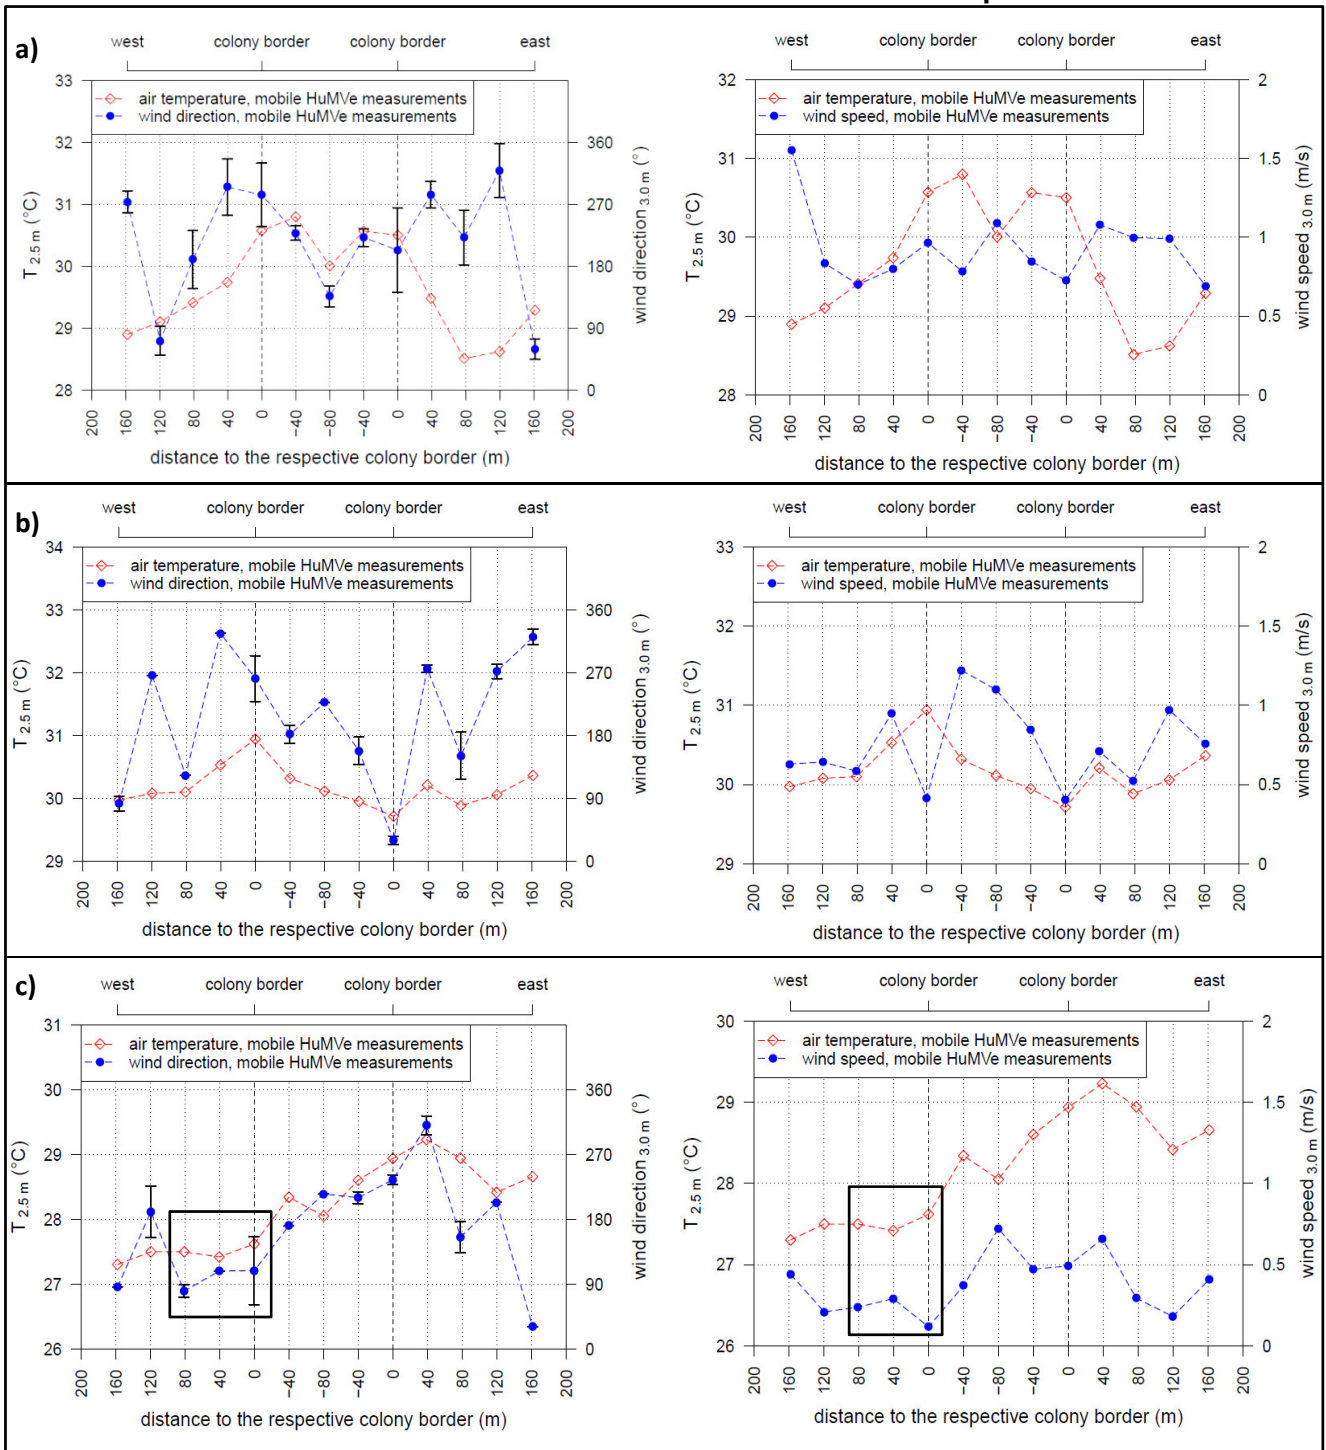 a)
west colony border colony border east
33
32
31
30
29
28
T 2.5 m (°C)
air temperature, mobile HuMVe measurements
wind direction, mobile HuMVe measurements
360
270
180
90
0
wind direction 3.0 m (°)
200 160 120 80 40 0 −40 −80 −40 0 40 80 120 160 200
distance to the respective colony border (m)
west colony border colony border east
32
31
30
29
28
T 2.5 m (°C)
air temperature, mobile HuMVe measurements
wind speed, mobile HuMVe measurements
2
1.5
1
0.5
0
wind speed 3.0 m (m/s)
200 160 120 80 40 0 −40 −80 −40 0 40 80 120 160 200
distance to the respective colony border (m)
b)
west colony border colony border east
34
33
32
31
30
29
T 2.5 m (°C)
air temperature, mobile HuMVe measurements
wind direction, mobile HuMVe measurements
360
270
180
90
0
wind direction 3.0 m (°)
200 160 120 80 40 0 −40 −80 −40 0 40 80 120 160 200
distance to the respective colony border (m)
west colony border colony border east
33
32
31
30
29
T 2.5 m (°C)
air temperature, mobile HuMVe measurements
wind speed, mobile HuMVe measurements
2
1.5
1
0.5
0
wind speed 3.0 m (m/s)
200 160 120 80 40 0 −40 −80 −40 0 40 80 120 160 200
distance to the respective colony border (m)
c)
west colony border colony border east
31
30
29
28
27
26
T 2.5 m (°C)
air temperature, mobile HuMVe measurements
wind direction, mobile HuMVe measurements
360
270
180
90
0
wind direction 3.0 m (°)
200 160 120 80 40 0 −40 −80 −40 0 40 80 120 160 200
distance to the respective colony border (m)
west colony border colony border east
30
29
28
27
26
T 2.5 m (°C)
air temperature, mobile HuMVe measurements
wind speed, mobile HuMVe measurements
2
1.5
1
0.5
0
wind speed 3.0 m (m/s)
200 160 120 80 40 0 −40 −80 −40 0 40 80 120 160 200
distance to the respective colony border (m)